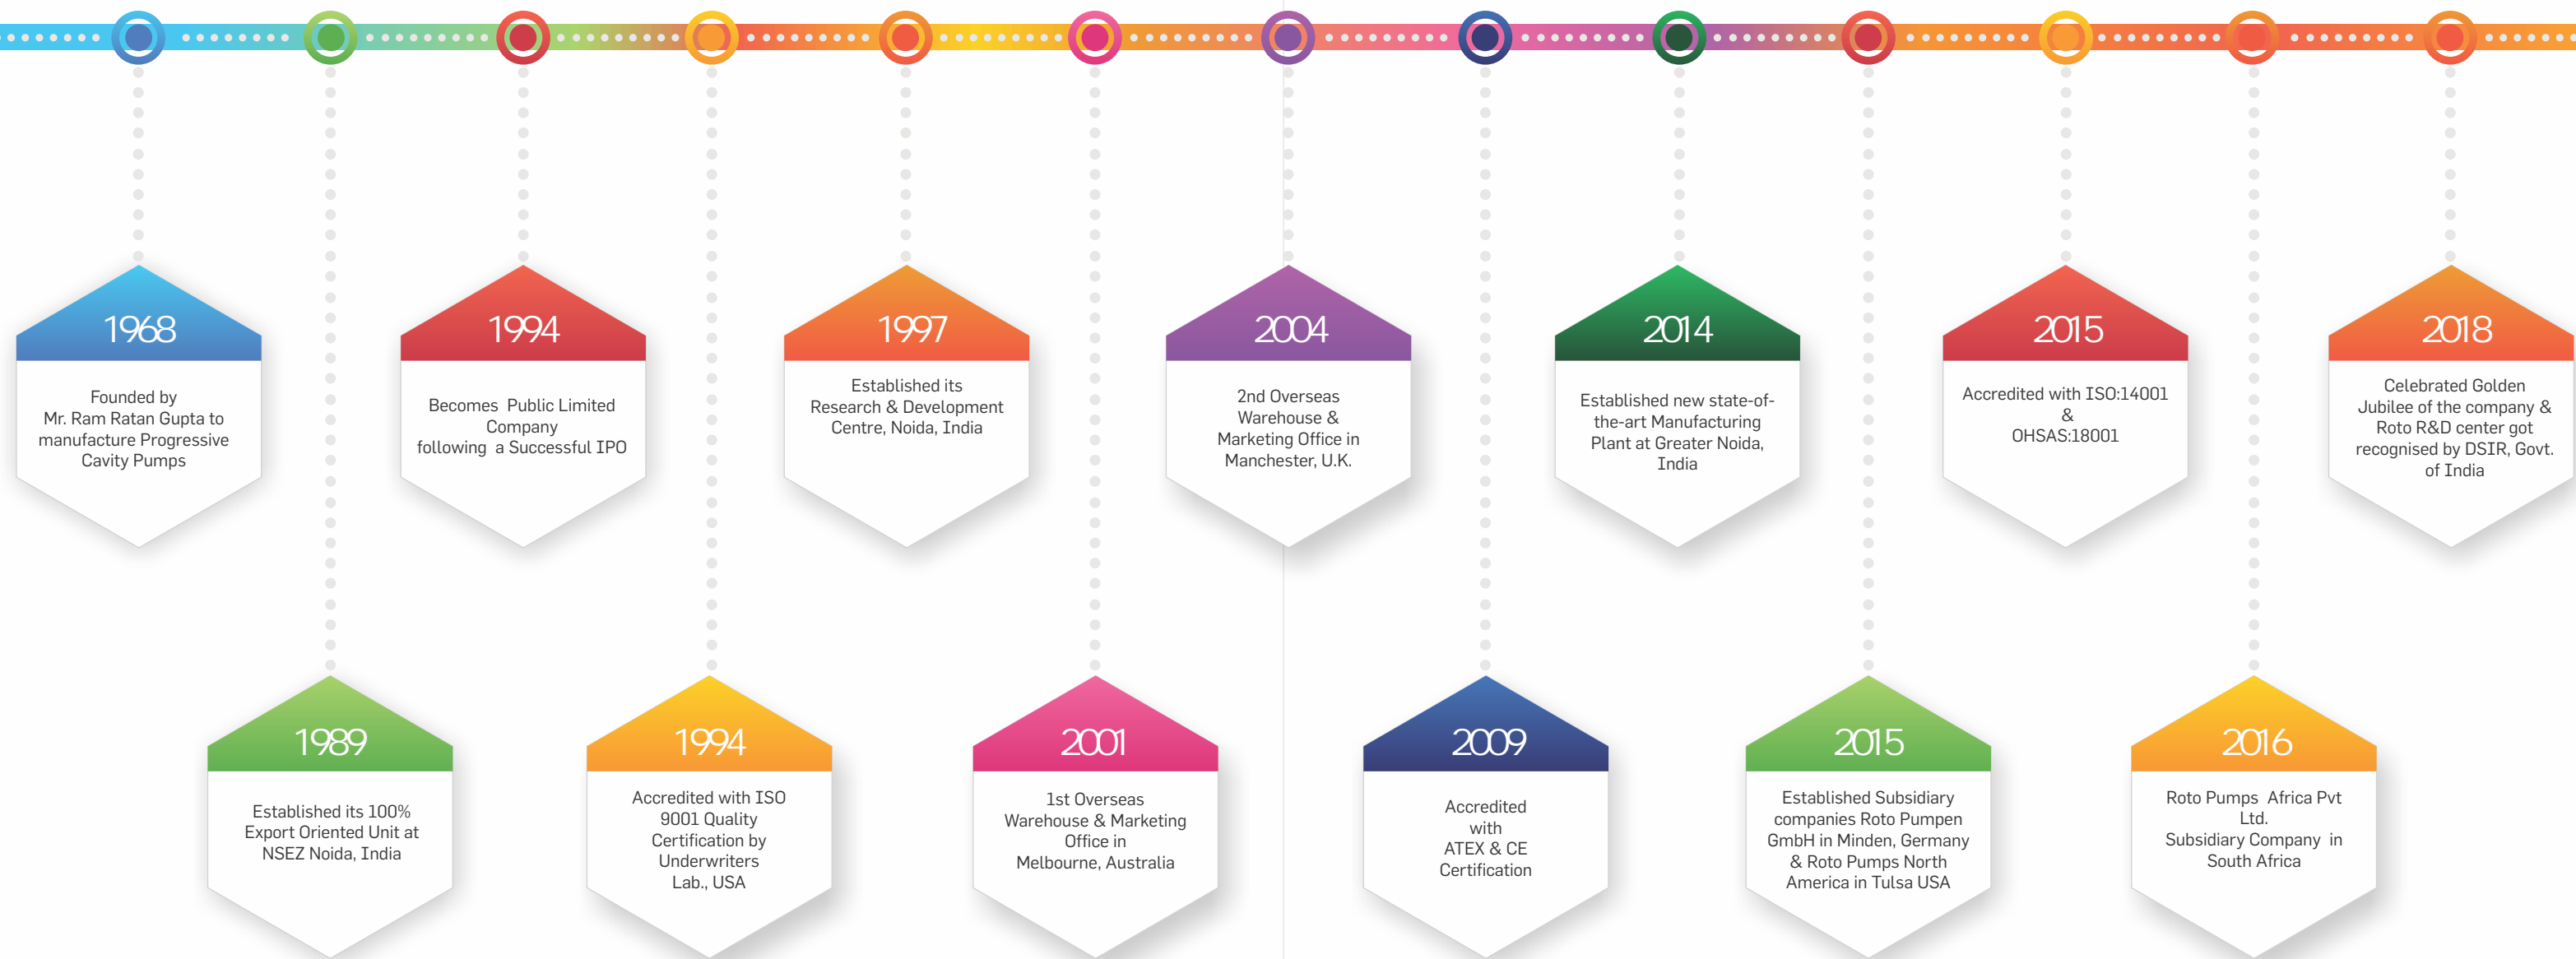 1968
Founded by
Mr. Ram Ratan Gupta to
manufacture Progressive
Cavity Pumps
1989
Established its 100%
Export Oriented Unit at
NSEZ Noida, India
1994
Becomes Public Limited
Company
following a Successful IPO
1994
Accredited with ISO
9001 Quality
Certification by
Underwriters
Lab., USA
1997
Established its
Research & Development
Centre, Noida, India
2001
1st Overseas
Warehouse & Marketing
Office in
Melbourne, Australia
2004
2nd Overseas
Warehouse &
Marketing Office in
Manchester, U.K.
2009
Accredited
with
ATEX & CE
Certification
2014
Established new state-of-
the-art Manufacturing
Plant at Greater Noida,
India
2015
Established Subsidiary
companies Roto Pumpen
GmbH in Minden, Germany
& Roto Pumps North
America in Tulsa USA
2015
Accredited with ISO:14001
&
OHSAS:18001
2016
Roto Pumps Africa Pvt
Ltd.
Subsidiary Company in
South Africa
2018
Celebrated Golden
Jubilee of the company &
Roto R&D center got
recognised by DSIR, Govt.
of India